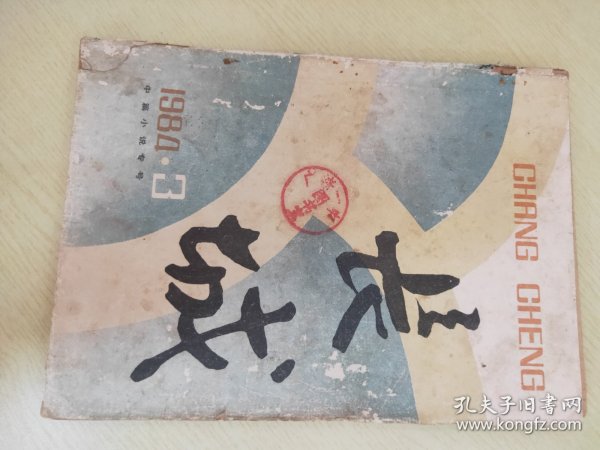 CHANG CHENG
长城
1984·3
中篇小说专号
孔夫子旧书网
www.kongfz.com